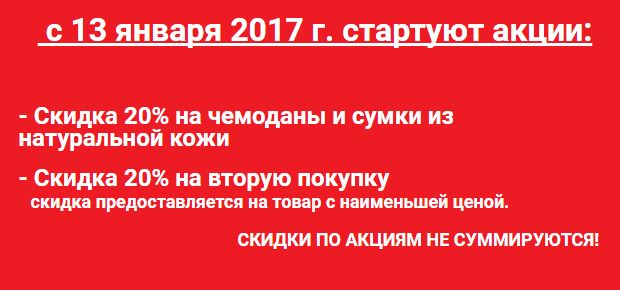 с 13 января 2017 г. стартуют акции:
- Скидка 20% на чемоданы и сумки из
натуральной кожи
- Скидка 20% на вторую покупку
скидка предоставляется на товар с наименьшей ценой.
СКИДКИ ПО АКЦИЯМ НЕ СУММИРУЮТСЯ!